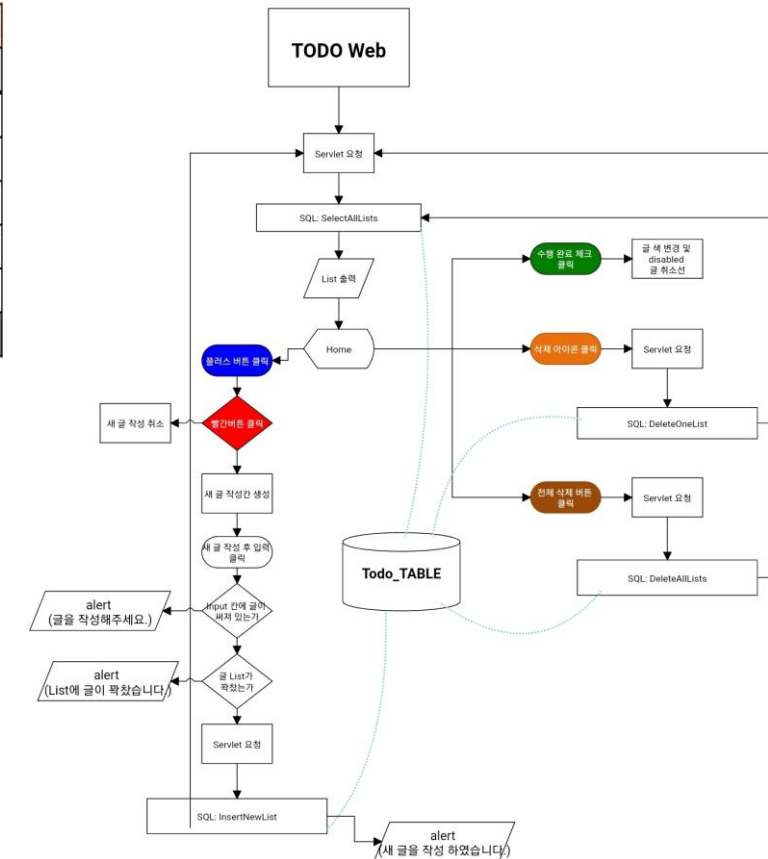 TODO Web
Servlet 요청
SQL: SelectAllLists
List 출력
Home
수행 완료 체크
클릭
글 색 변경 및
disabled
글 취소선
플러스 버튼 클릭
삭제 아이콘 클릭
Servlet 요청
새 글 작성 취소
빨간버튼 클릭
SQL: DeleteOneList
새 글 작성칸 생성
전체 삭제 버튼
클릭
Servlet 요청
새 글 작성 후 입력
클릭
Todo_TABLE
SQL: DeleteAllLists
alert
(글을 작성해주세요.)
Input 칸에 글이
써져 있는가
alert
(List에 글이 꽉찼습니다.)
글 List가
꽉찼는가
Servlet 요청
SQL: InsertNewList
alert
(새 글을 작성 하였습니다.)